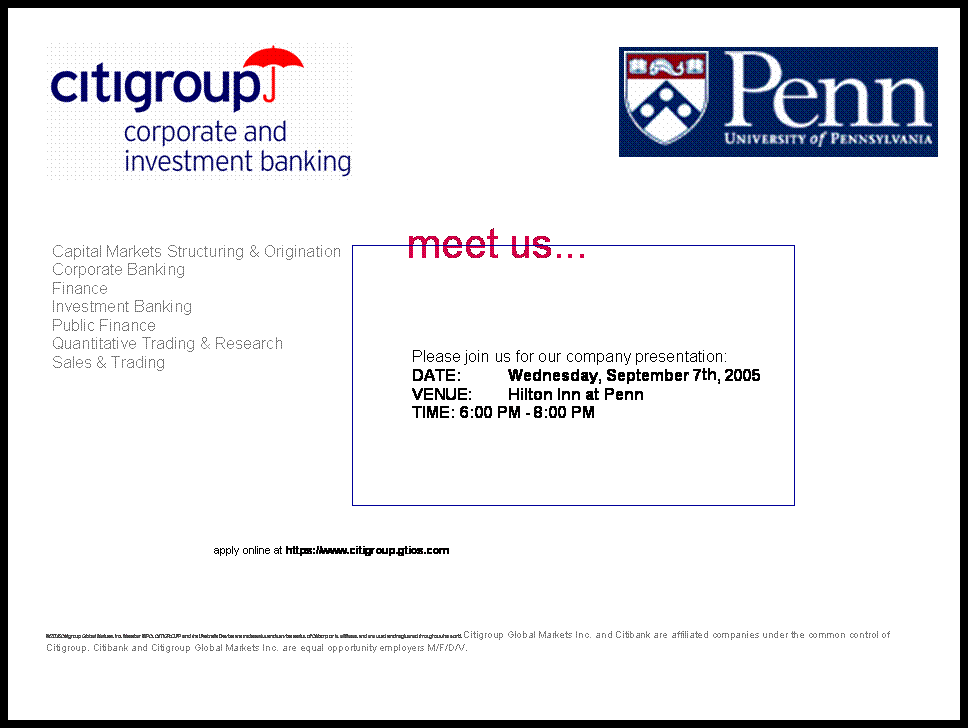 citigroup
corporate and
investment banking
Penn
UNIVERSITY of PENNSYLVANIA
meet us...
Capital Markets Structuring & Origination
Corporate Banking
Finance
Investment Banking
Public Finance
Quantitative Trading & Research
Sales & Trading
Please join us for our company presentation:
DATE: Wednesday, September 7th, 2005
VENUE: Hilton Inn at Penn
TIME: 6:00 PM - 8:00 PM
apply online at https://www.citigroup.gtios.com
Citigroup Global Markets Inc. and Citibank are affiliated companies under the common control of
Citigroup. Citibank and Citigroup Global Markets Inc. are equal opportunity employers M/F/D/V.